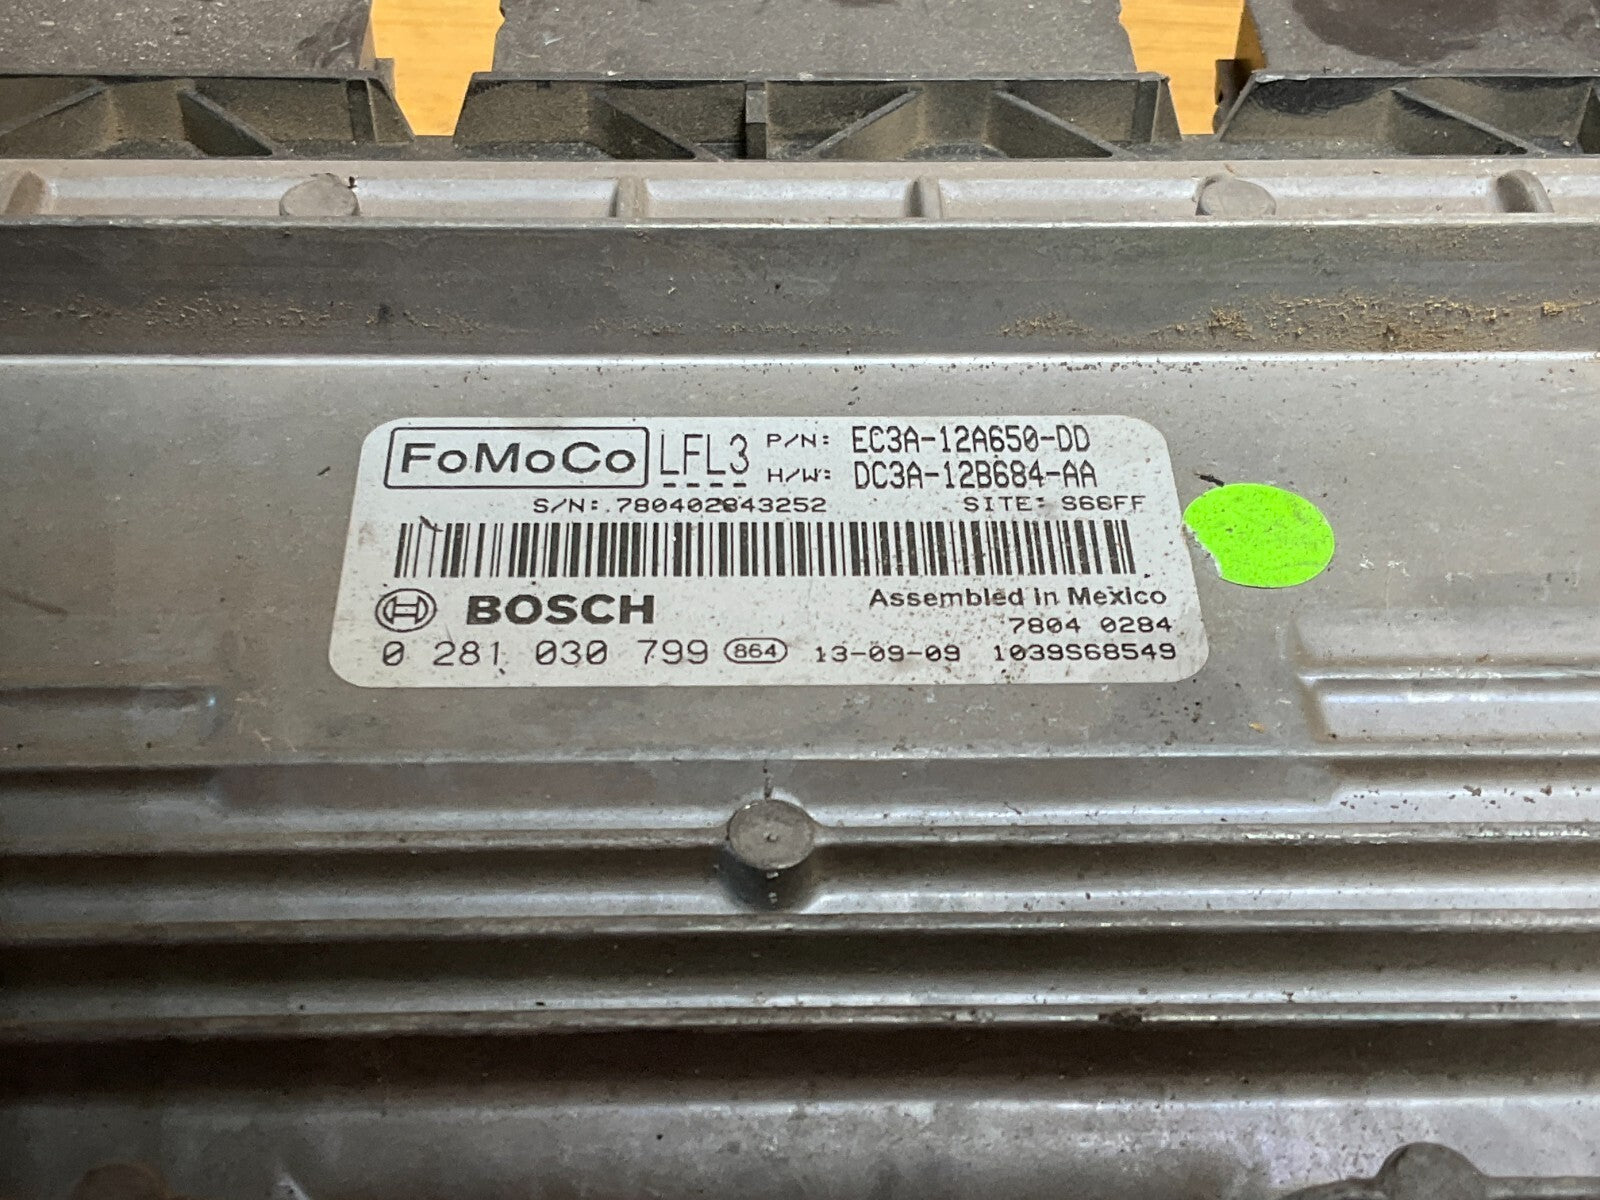 FoMoCo LFL3 P/N: EC3A-12A650-DD
H/W: DC3A-12B684-AA
S/N: 780402843252 SITE: S66FF
BOSCH Assembled in Mexico
7804 0284
0 281 030 799 864 13-09-09 1039S68549